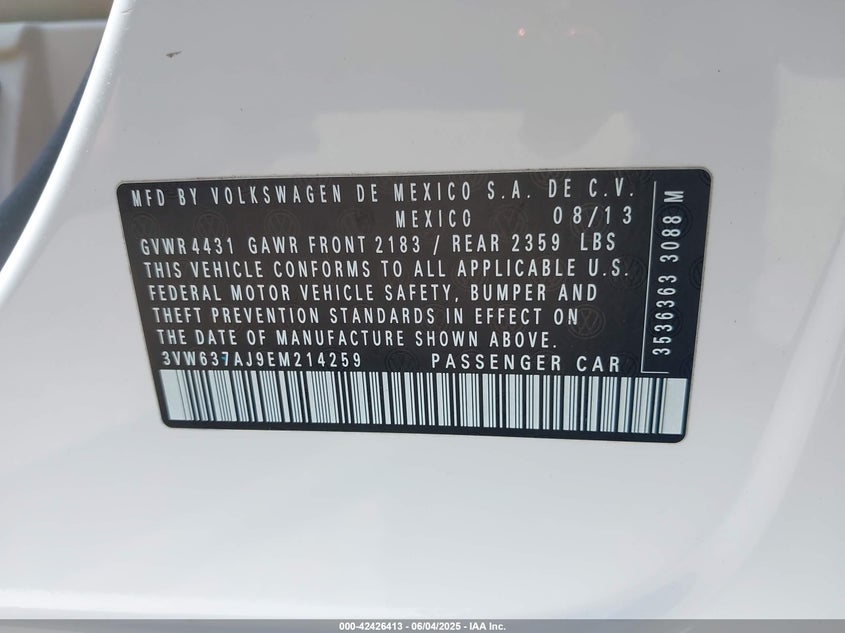 MFD BY VOLKSWAGEN DE MEXICO S.A. DE C.V.
MEXICO 08/13
GVWR 4431 GAWR FRONT 2183 / REAR 2359 LBS
THIS VEHICLE CONFORMS TO ALL APPLICABLE U.S.
FEDERAL MOTOR VEHICLE SAFETY, BUMPER AND
THEFT PREVENTION STANDARDS IN EFFECT ON
THE DATE OF MANUFACTURE SHOWN ABOVE.
3VW637AJ9EM214259 PASSENGER CAR
3536363 3088 M
000-42426413 - 06/04/2025 - IAA Inc.